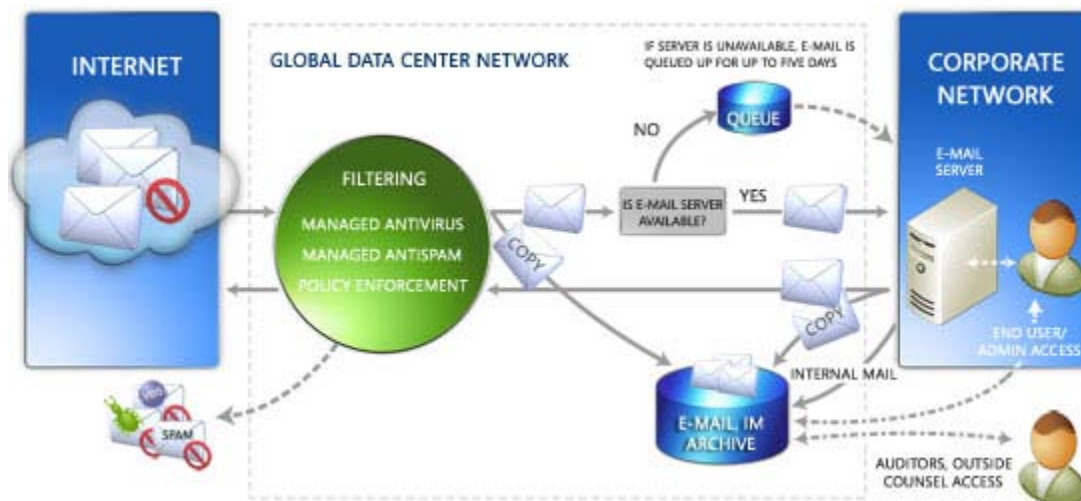 INTERNET
GLOBAL DATA CENTER NETWORK
IF SERVER IS UNAVAILABLE, E-MAIL IS
QUEUED UP FOR UP TO FIVE DAYS
QUEUE
NO
CORPORATE
NETWORK
E-MAIL
SERVER
FILTERING
MANAGED ANTIVIRUS
MANAGED ANTISPAM
POLICY ENFORCEMENT
IS E-MAIL SERVER
AVAILABLE?
YES
COPY
COPY
END USER/
ADMIN ACCESS
INTERNAL MAIL
E-MAIL, IM
ARCHIVE
SPAM
AUDITORS, OUTSIDE
COUNSEL ACCESS